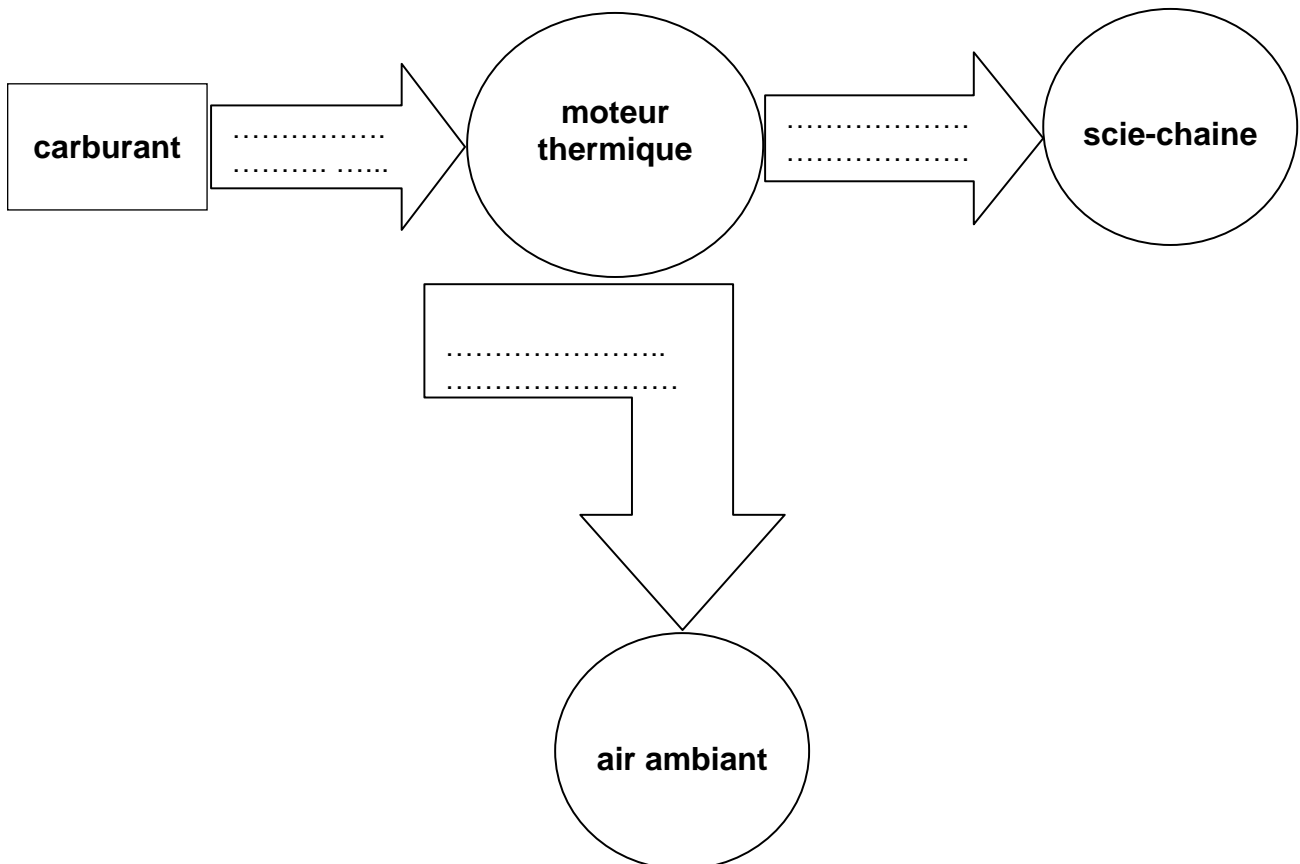 carburant
……………..
………. …...
moteur
thermique
……………….
……………….
scie-chaine
…………………..
……………………
air ambiant